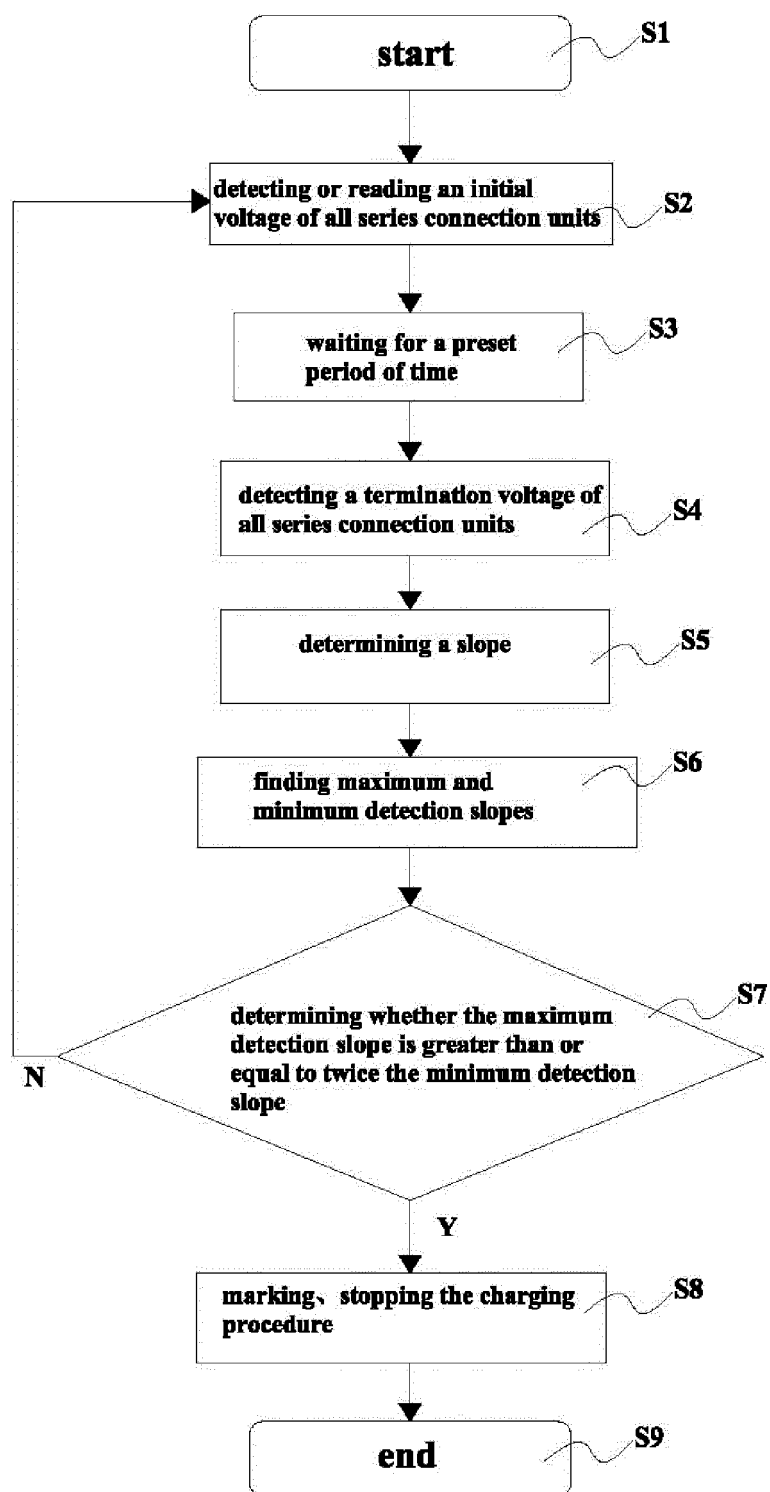 start
S1
detecting or reading an initial
voltage of all series connection units
S2
waiting for a preset
period of time
S3
detecting a termination voltage of
all series connection units
S4
determining a slope
S5
finding maximum and
minimum detection slopes
S6
determining whether the maximum
detection slope is greater than or
equal to twice the minimum detection
slope
S7
N
Y
marking、stopping the charging
procedure
S8
end
S9